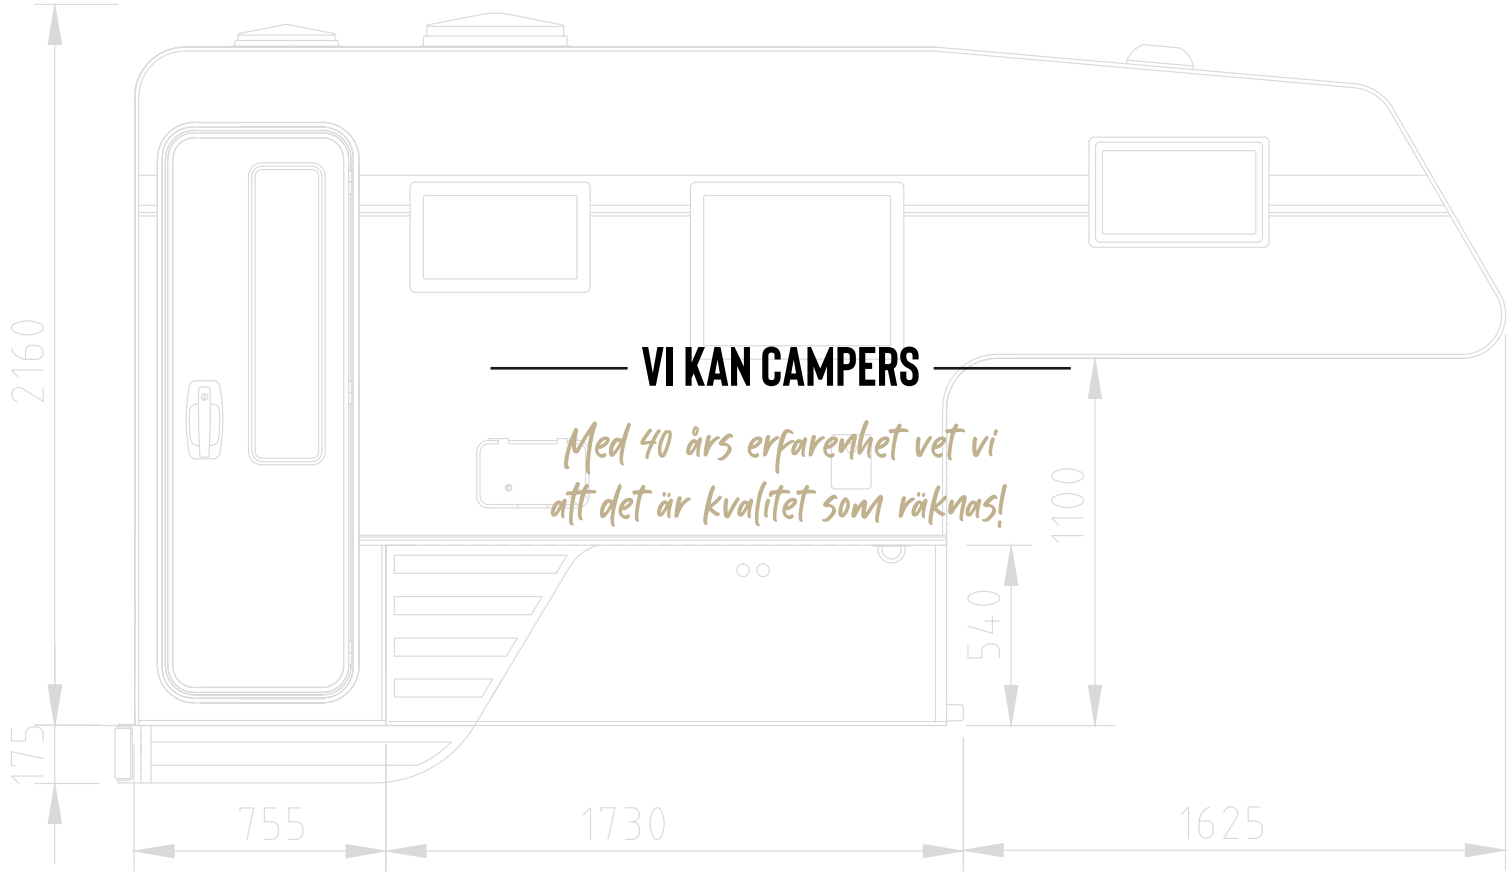 2160
VI KAN CAMPERS
Med 40 års erfarenhet vet vi
att det är kvalitet som räknas!
1100
540
175
755
1730
1625